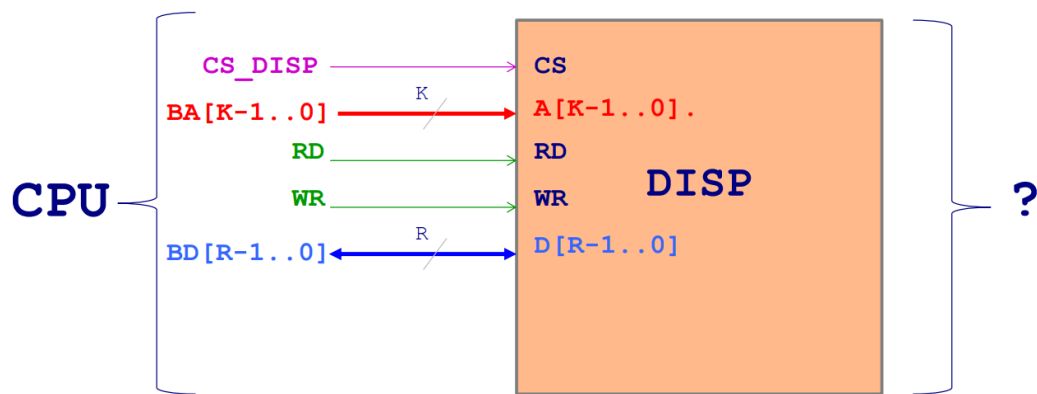 CS_DISP CS
K
BA[K-1..0] A[K-1..0].
RD RD
DISP
CPU ?
WR WR
R
BD[R-1..0] D[R-1..0]